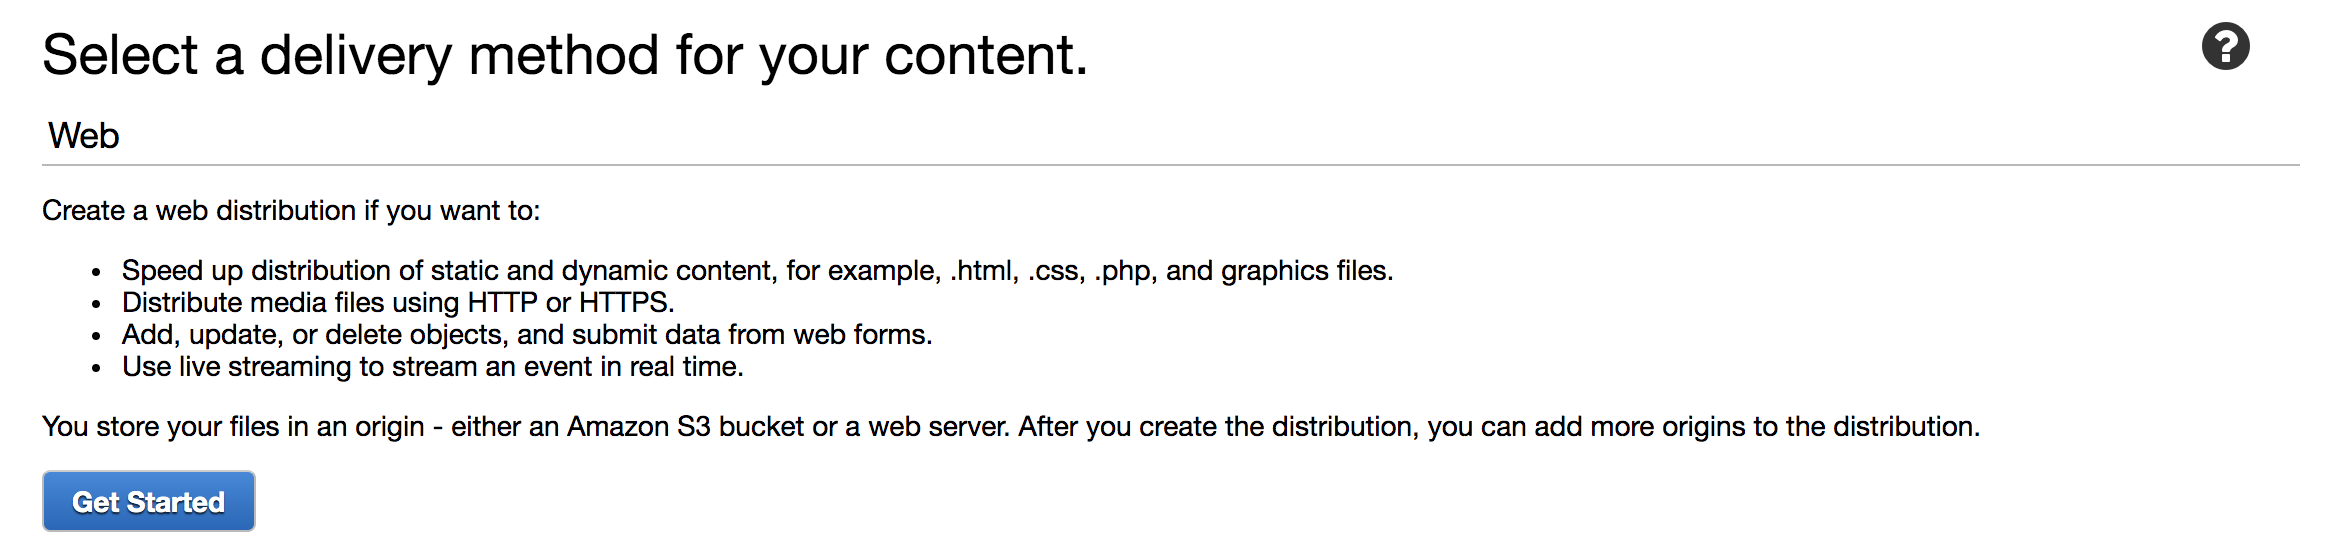 Select a delivery method for your content.
Web
Create a web distribution if you want to:
• Speed up distribution of static and dynamic content, for example, .html, .css, .php, and graphics files.
• Distribute media files using HTTP or HTTPS.
• Add, update, or delete objects, and submit data from web forms.
• Use live streaming to stream an event in real time.
You store your files in an origin - either an Amazon S3 bucket or a web server. After you create the distribution, you can add more origins to the distribution.
Get Started